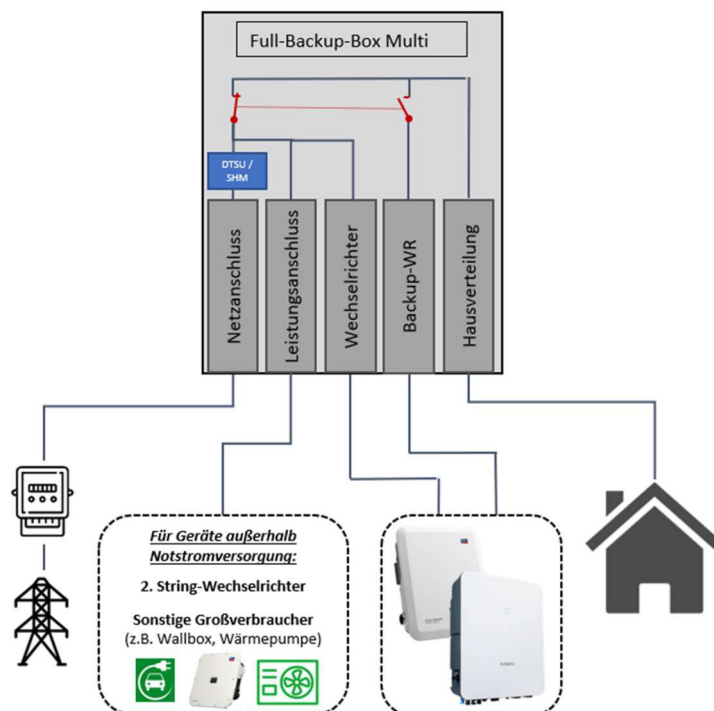 Full-Backup-Box Multi
DTSU /
SHM
Netzanschluss
Leistungsanschluss
Wechselrichter
Backup-WR
Hausverteilung
Für Geräte außerhalb
Notstromversorgung:
2. String-Wechselrichter
Sonstige Großverbraucher
(z.B. Wallbox, Wärmepumpe)